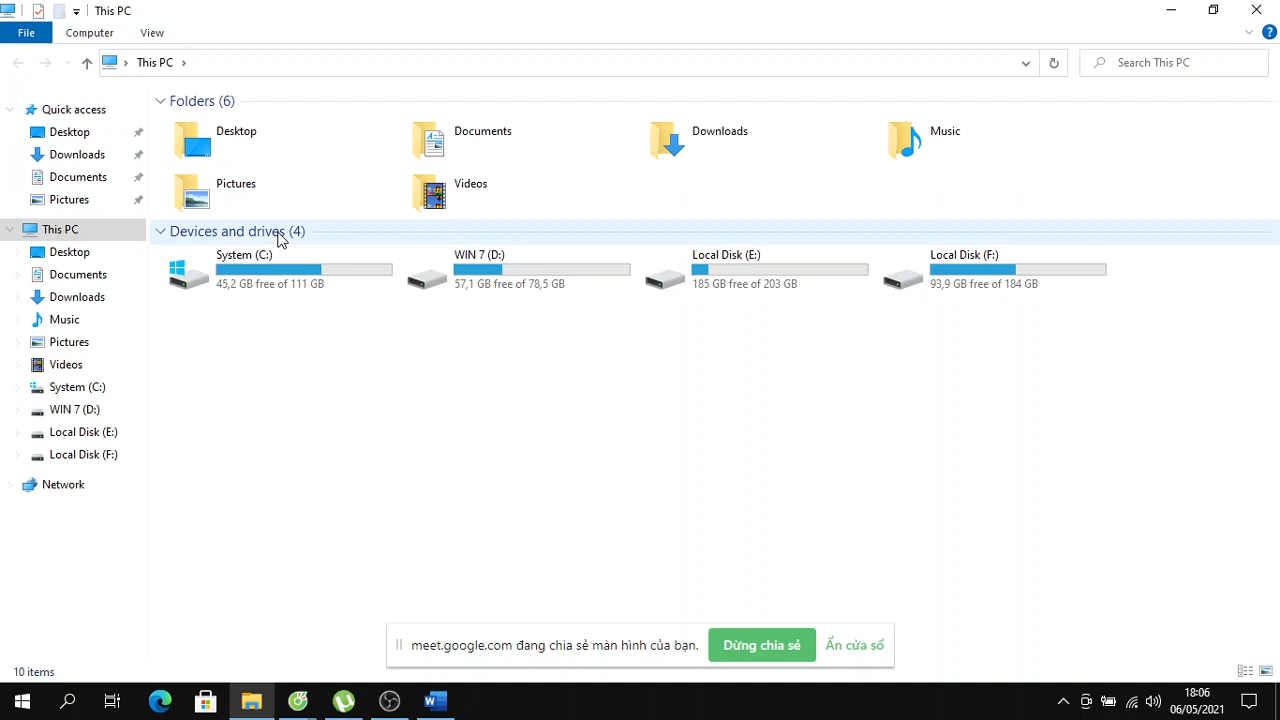 This PC
File
Computer
View
This PC
Search This PC
Quick access
Desktop
Downloads
Documents
Pictures
This PC
Desktop
Documents
Downloads
Music
Pictures
Videos
System (C:)
WIN 7 (D:)
Local Disk (E:)
Local Disk (F:)
Network
Folders (6)
Desktop
Documents
Downloads
Music
Pictures
Videos
Devices and drives (4)
System (C:)
45,2 GB free of 111 GB
WIN 7 (D:)
57,1 GB free of 78,5 GB
Local Disk (E:)
185 GB free of 203 GB
Local Disk (F:)
93,9 GB free of 184 GB
meet.google.com đang chia sẻ màn hình của bạn.
Dừng chia sẻ
Ẩn cửa sổ
10 items
18:06
06/05/2021